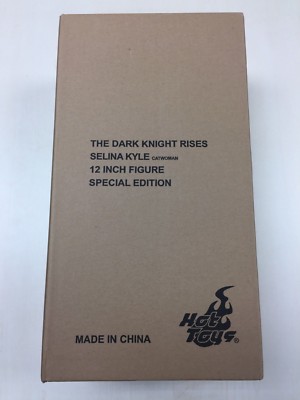 THE DARK KNIGHT RISES
SELINA KYLE CATWOMAN
12 INCH FIGURE
SPECIAL EDITION
Hot
Toys®
MADE IN CHINA